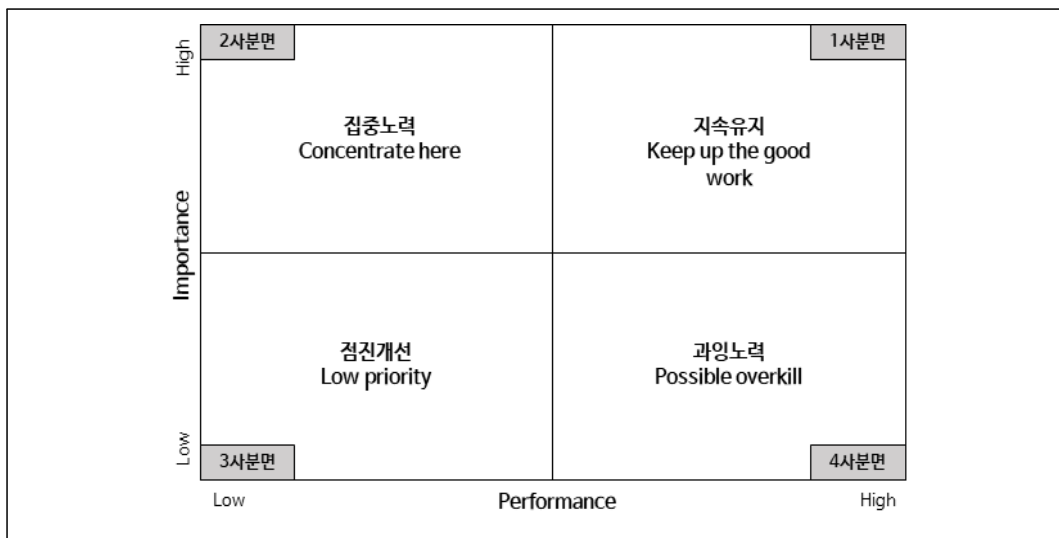 High
2사분면
1사분면
집중노력
Concentrate here
지속유지
Keep up the good
work
Importance
점진개선
Low priority
과잉노력
Possible overkill
Low
3사분면
4사분면
Low
Performance
High